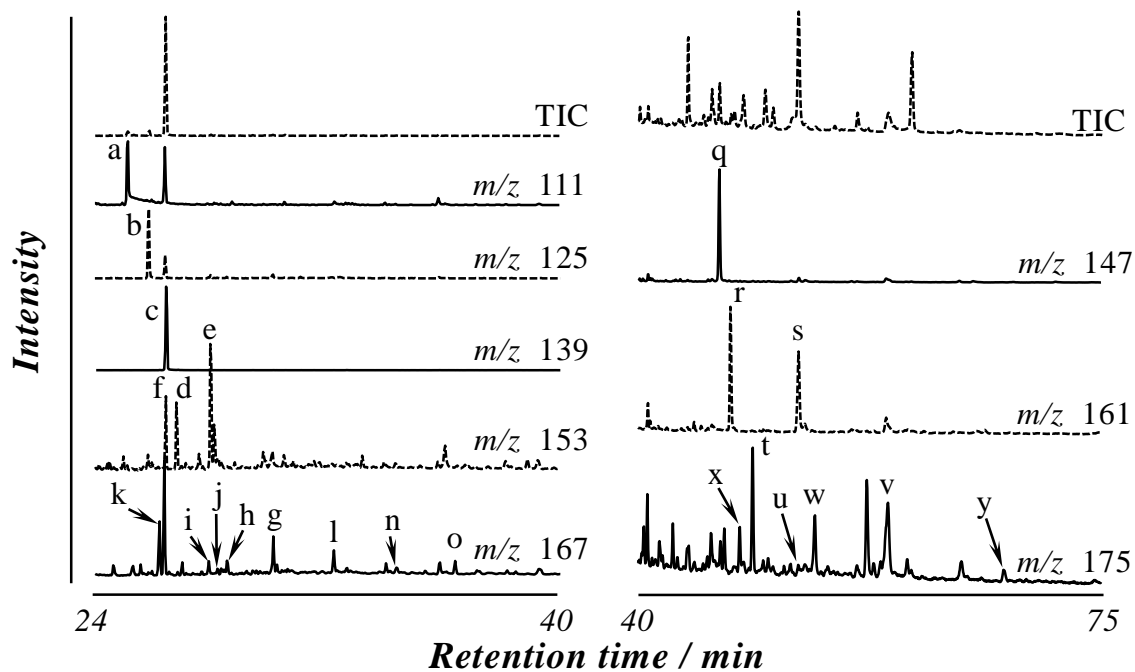 Intensity
TIC
a
m/z 111
b
m/z 125
c
m/z 139
e
f d
m/z 153
k
i j h g l n o
m/z 167
24 40
TIC
q
m/z 147
r
s
m/z 161
t
x u w v y
m/z 175
40 75
Retention time / min